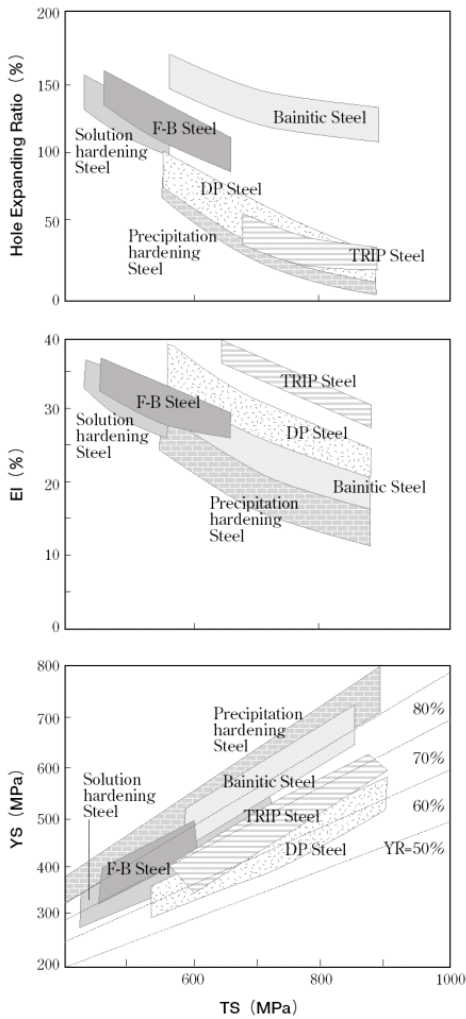 200
150
100
50
0
Hole Expanding Ratio (%)
Bainitic Steel
F-B Steel
Solution
hardening
Steel
DP Steel
Precipitation
hardening
Steel
TRIP Steel
40
30
20
10
0
EI (%)
TRIP Steel
F-B Steel
Solution
hardening
Steel
DP Steel
Bainitic Steel
Precipitation
hardening
Steel
800
700
600
500
400
300
200
YS (MPa)
Precipitation
hardening
Steel
80%
70%
60%
YR=50%
Solution
hardening
Steel
Bainitic Steel
TRIP Steel
DP Steel
F-B Steel
600
800
1000
TS (MPa)